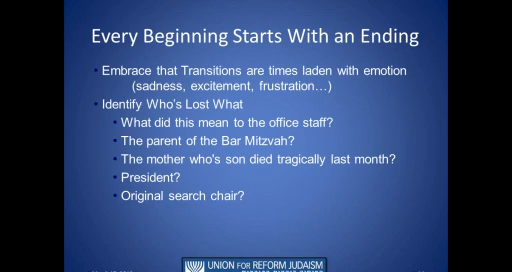 Every Beginning Starts With an Ending
• Embrace that Transitions are times laden with emotion
(sadness, excitement, frustration…)
• Identify Who's Lost What
• What did this mean to the office staff?
• The parent of the Bar Mitzvah?
• The mother who's son died tragically last month?
• President?
• Original search chair?
UNION FOR REFORM JUDAISM